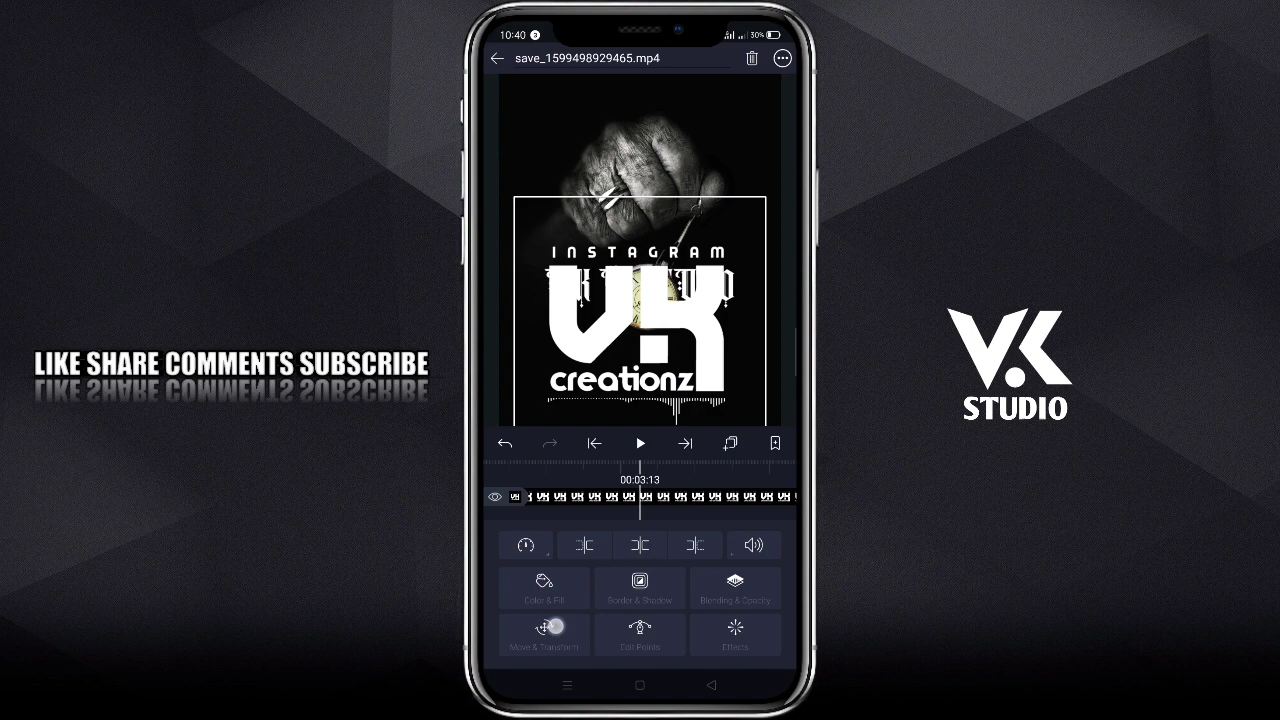 LIKE SHARE COMMENTS SUBSCRIBE
10:40
30%
save_1599498929465.mp4
INSTAGRAM
VK
creationz
00:03:13
Color & Fill
Border & Shadow
Blending & Opacity
Move & Transform
Edit Points
Effects
VK
STUDIO